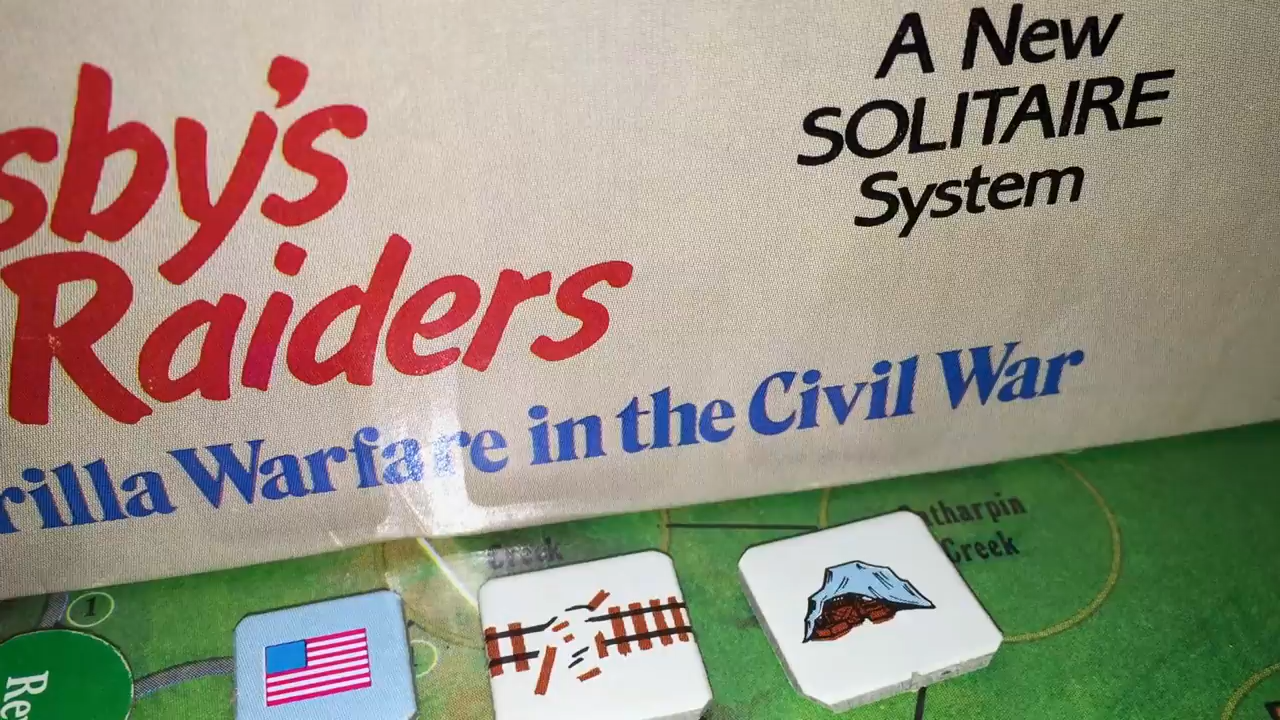 A New
SOLITAIRE
System
sby's
Raiders
rilla Warfare in the Civil War
atharpin
Creek
Creek
1
Re